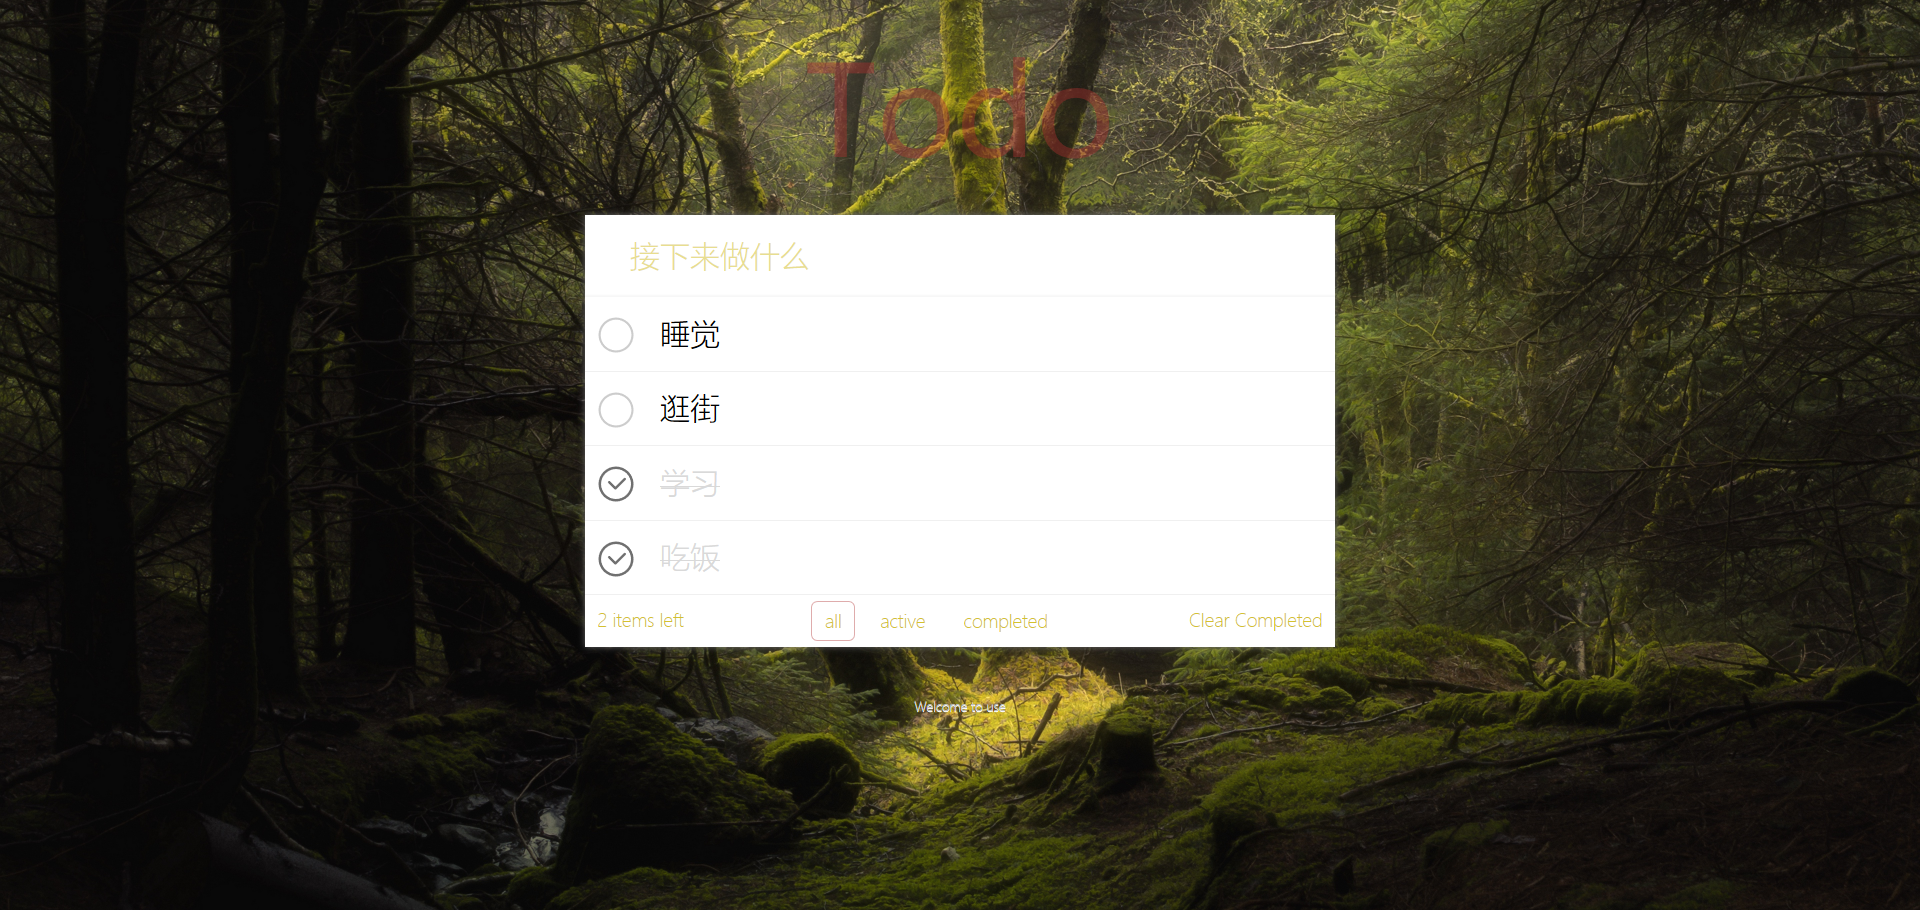 Todo
接下来做什么
睡觉
逛街
学习
吃饭
2 items left all active completed Clear Completed
Welcome to use